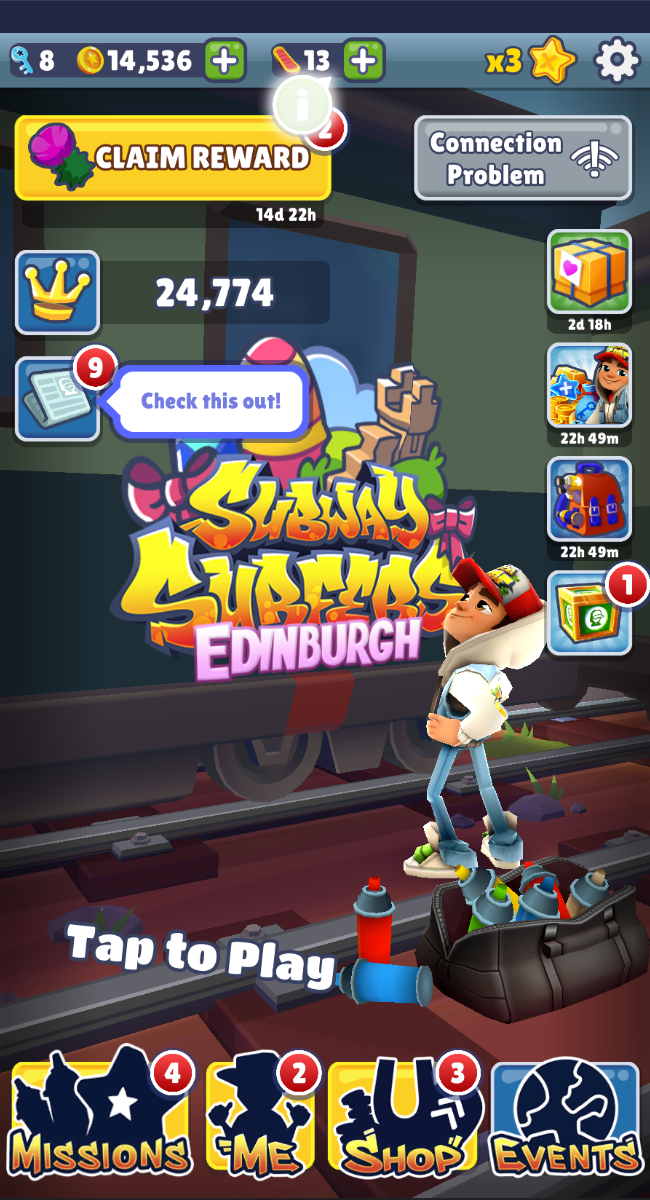 8
14,536
13
x3
i
2
CLAIM REWARD
14d 22h
Connection
Problem
24,774
2d 18h
9
Check this out!
22h 49m
22h 49m
1
SUBWAY
SURFERS
EDINBURGH
Tap to Play
4
MISSIONS
2
ME
3
SHOP
EVENTS